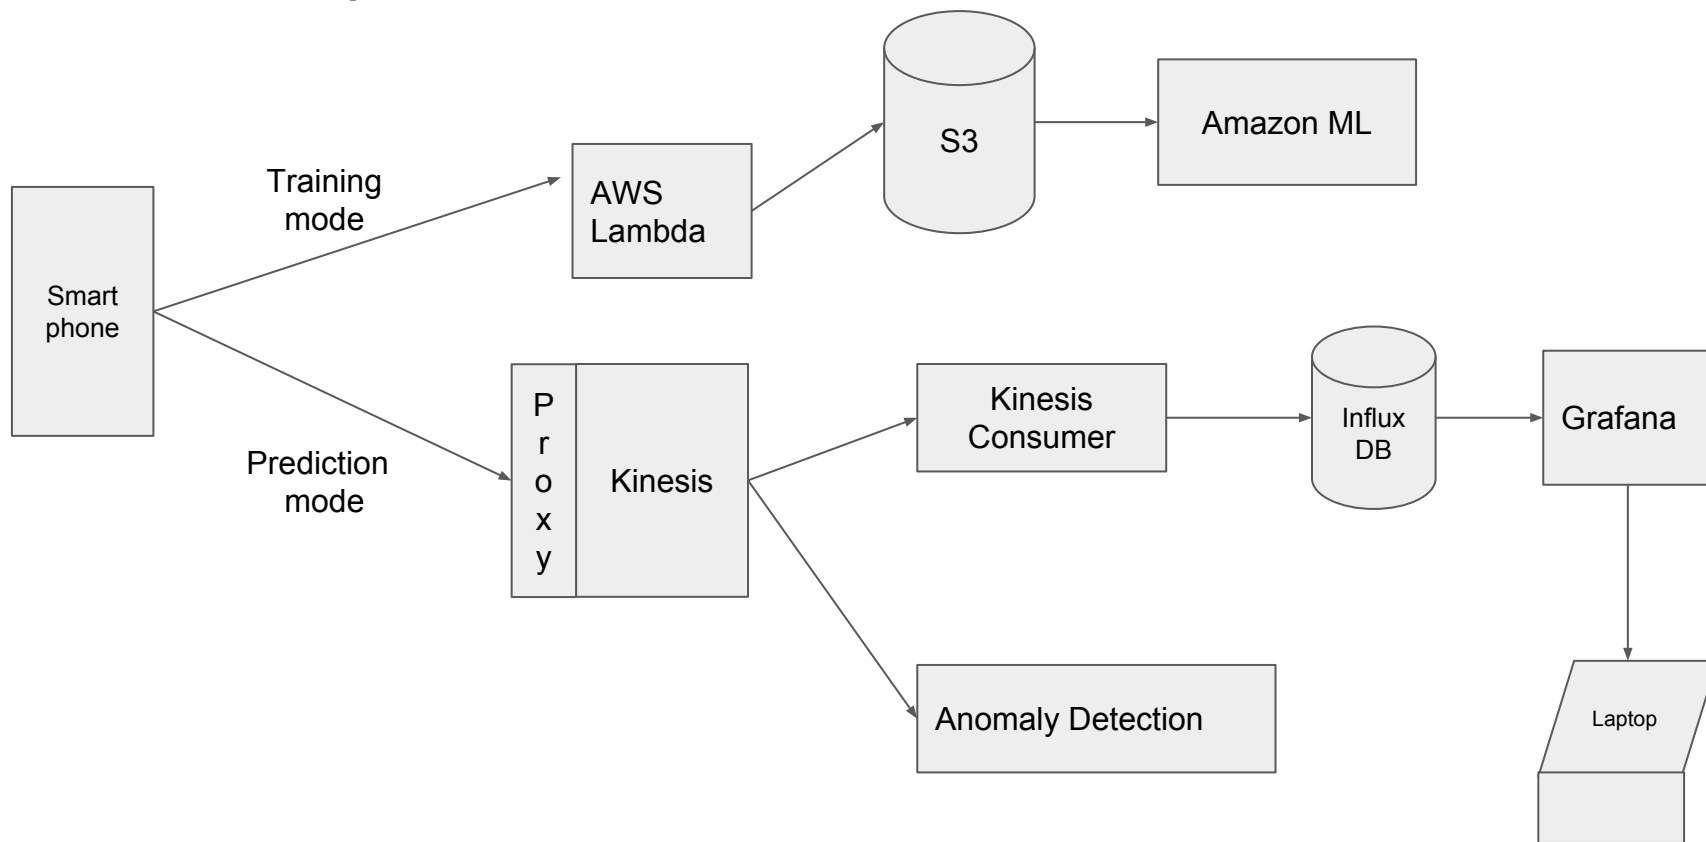 Training
mode
AWS
Lambda
S3
Amazon ML
Smart
phone
Prediction
mode
P
r
o
x
y
Kinesis
Kinesis
Consumer
Influx
DB
Grafana
Anomaly Detection
Laptop